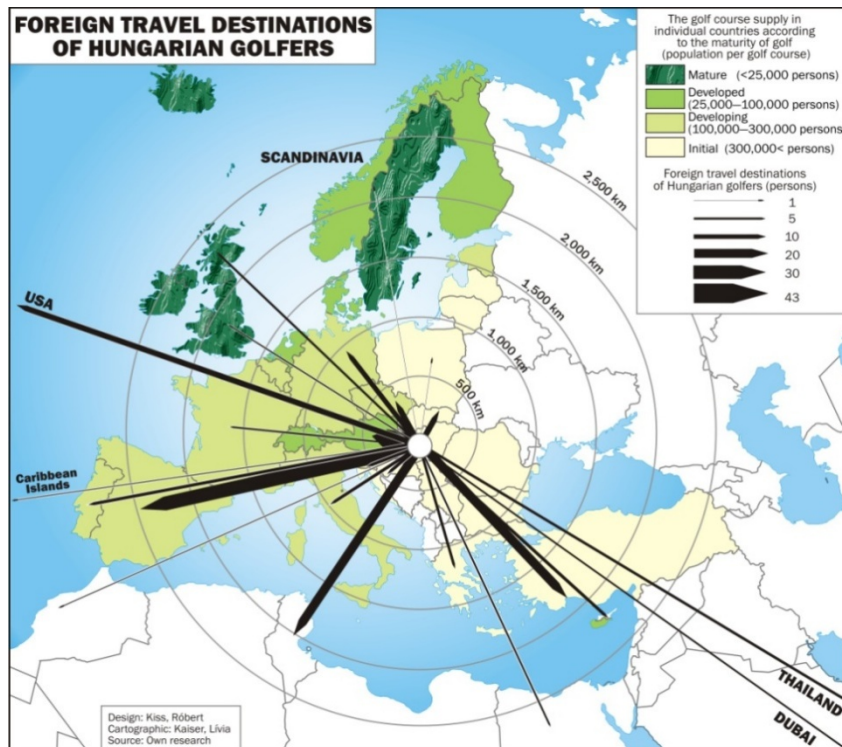 FOREIGN TRAVEL DESTINATIONS
OF HUNGARIAN GOLFERS
The golf course supply in
individual countries according
to the maturity of golf
(population per golf course)
Mature (<25,000 persons)
Developed
(25,000—100,000 persons)
Developing
(100,000—300,000 persons
Initial (300,000< persons)
Foreign travel destinations
of Hungarian golfers (persons)
1
5
10
20
30
43
SCANDINAVIA
2,500 km
2,000 km
1,500 km
1,000 km
500 km
USA
Caribbean
Islands
THAILAND
DUBAI
Design: Kiss, Róbert
Cartographic: Kaiser, Lívia
Source: Own research